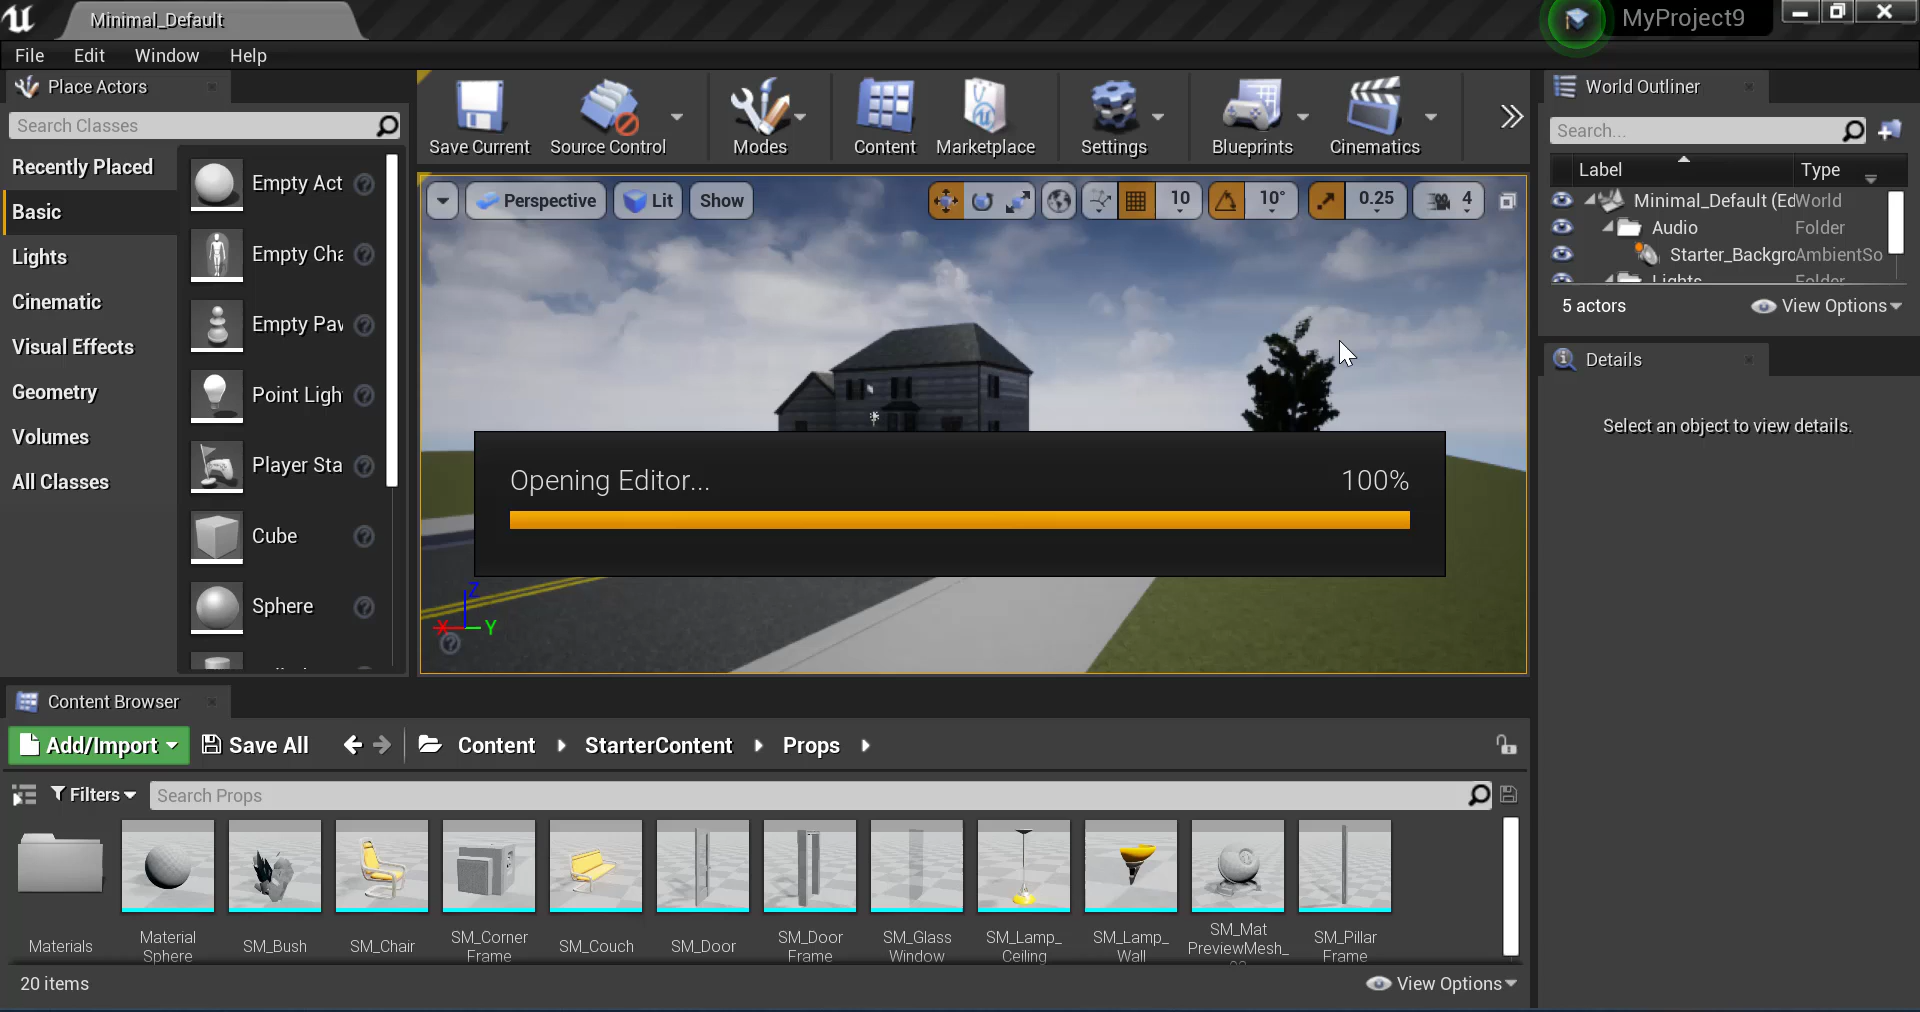 Minimal_Default
MyProject9
File Edit Window Help
Place Actors
Search Classes
Recently Placed
Basic
Lights
Cinematic
Visual Effects
Geometry
Volumes
All Classes
Empty Act
Empty Cha
Empty Pav
Point Ligh
Player Sta
Cube
Sphere
Save Current
Source Control
Modes
Content
Marketplace
Settings
Blueprints
Cinematics
Perspective
Lit
Show
10
10°
0.25
4
Opening Editor...
100%
Z
X
Y
World Outliner
Search...
Label Type
Minimal_Default (Ed World
Audio Folder
Starter_Backgro AmbientSo
Lights Folder
5 actors
View Options
Details
Select an object to view details.
Content Browser
Add/Import
Save All
Content
StarterContent
Props
Filters
Search Props
Materials
Material
Sphere
SM_Bush
SM_Chair
SM_Corner
Frame
SM_Couch
SM_Door
SM_Door
Frame
SM_Glass
Window
SM_Lamp_
Ceiling
SM_Lamp_
Wall
SM_Mat
PreviewMesh_
SM_Pillar
Frame
20 items
View Options